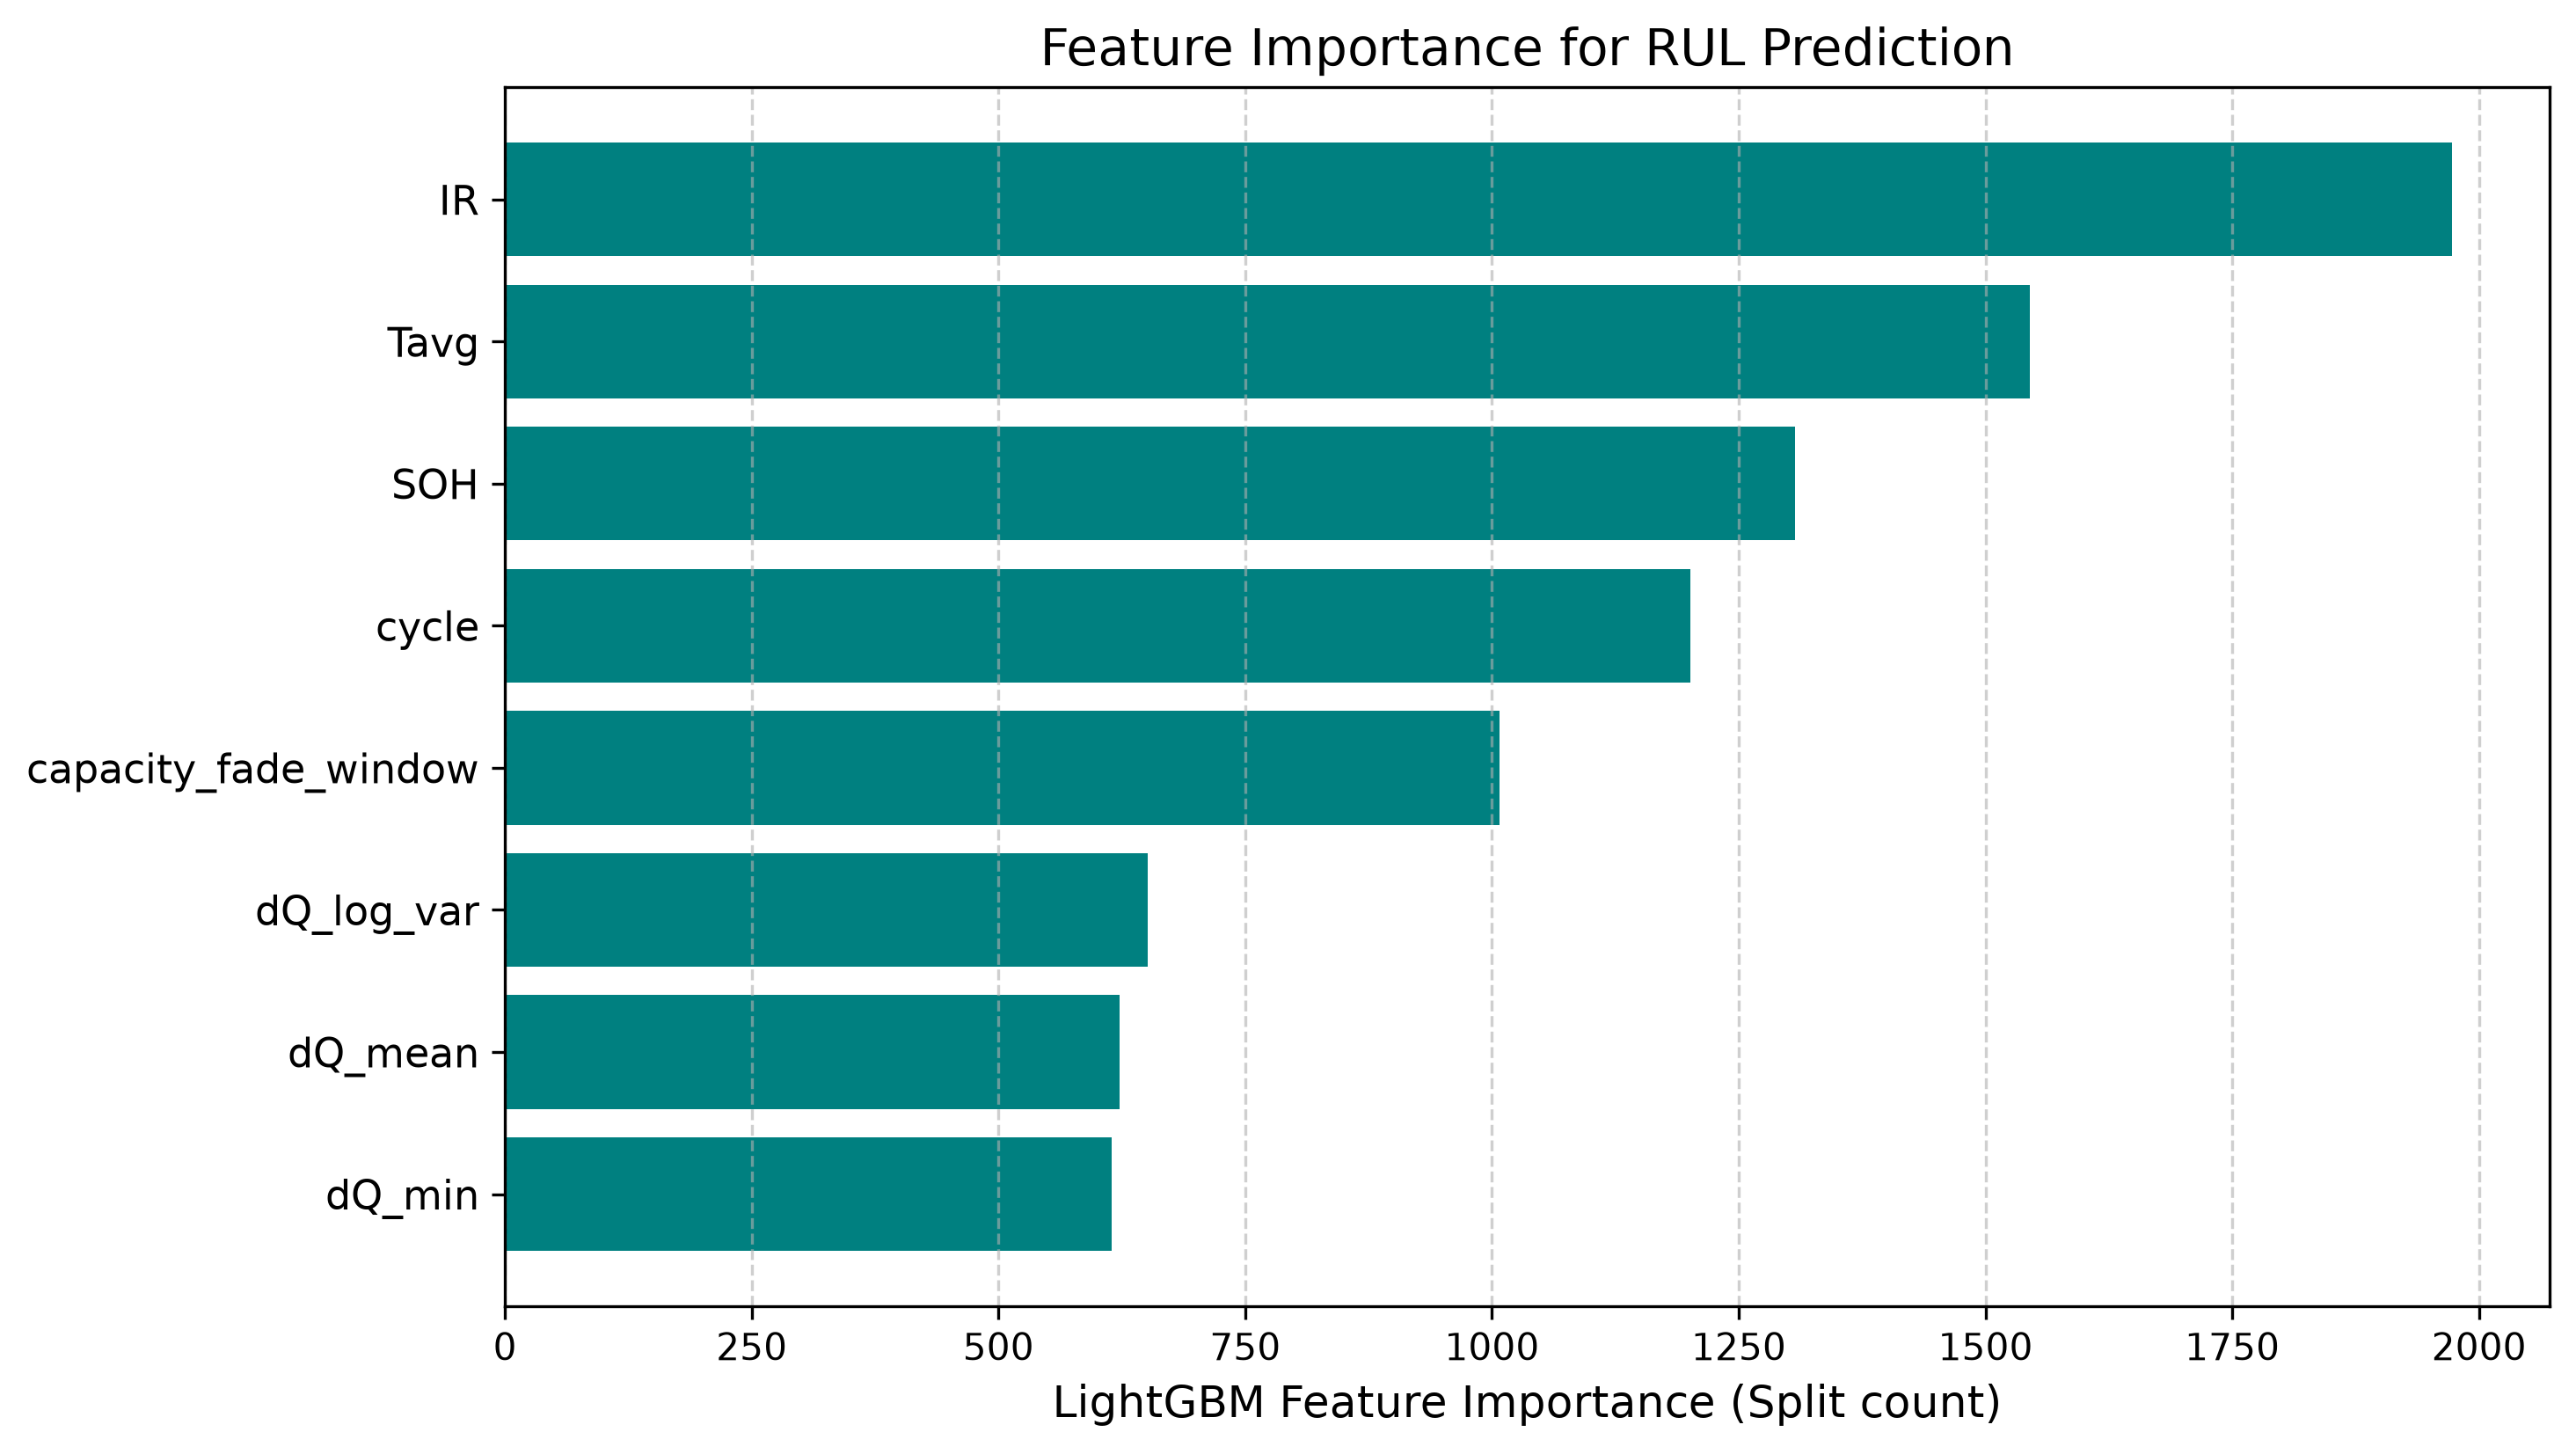 Feature Importance for RUL Prediction
IR
Tavg
SOH
cycle
capacity_fade_window
dQ_log_var
dQ_mean
dQ_min
0 250 500 750 1000 1250 1500 1750 2000
LightGBM Feature Importance (Split count)